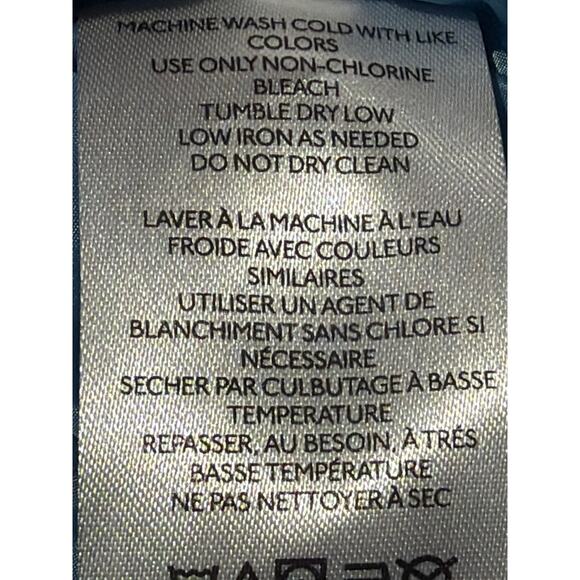 MACHINE WASH COLD WITH LIKE
COLORS
USE ONLY NON-CHLORINE
BLEACH
TUMBLE DRY LOW
LOW IRON AS NEEDED
DO NOT DRY CLEAN
LAVER À LA MACHINE À L'EAU
FROIDE AVEC COULEURS
SIMILAIRES
UTILISER UN AGENT DE
BLANCHIMENT SANS CHLORE SI
NÉCESSAIRE
SECHER PAR CULBUTAGE À BASSE
TEMPERATURE
REPASSER, AU BESOIN, À TRÉS
BASSE TEMPÉRATURE
NE PAS NETTOYER À SEC